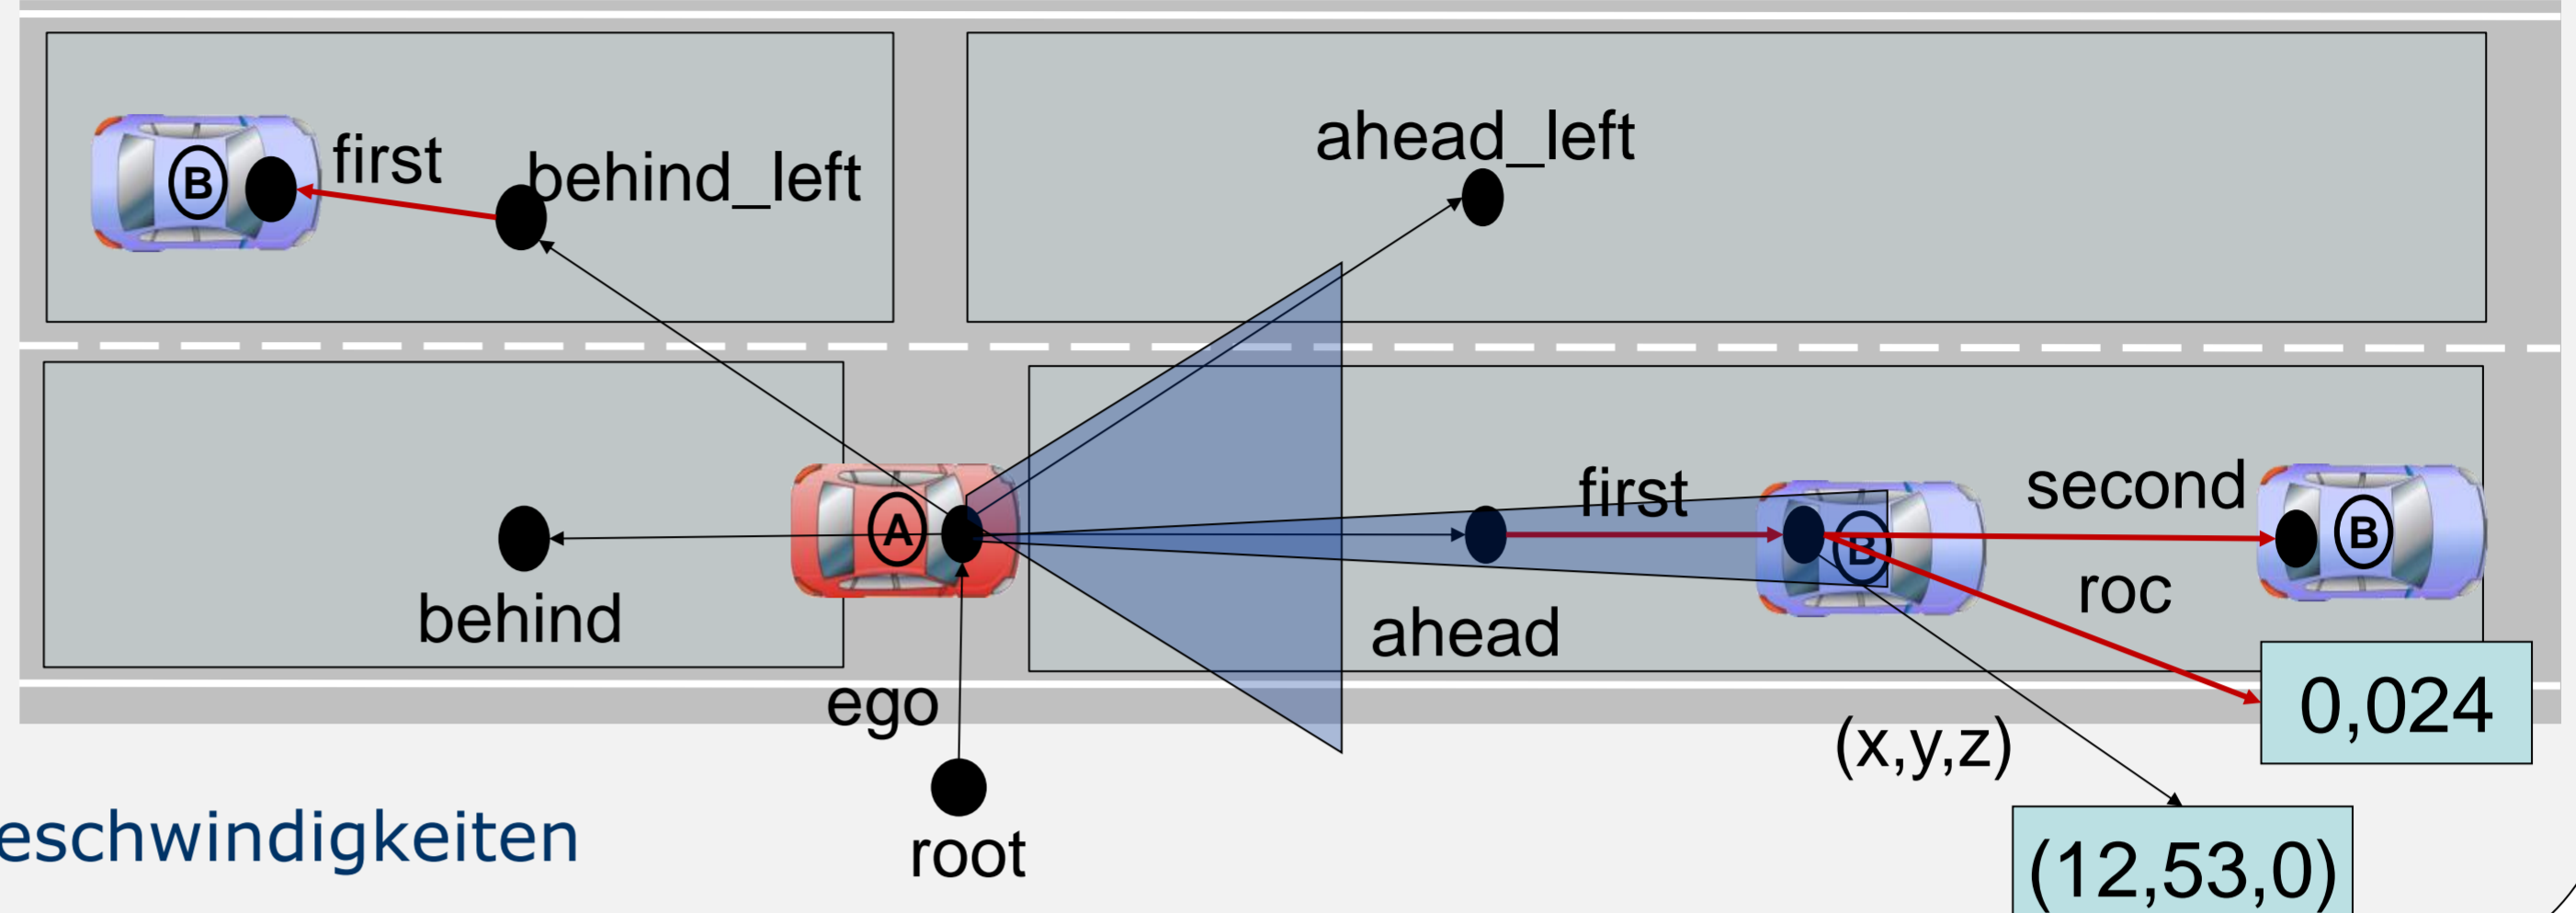 ahead_left
first
behind_left
B
first
second
A
B
B
roc
behind
ahead
ego
0,024
(x,y,z)
eschwindigkeiten
root
(12,53,0)